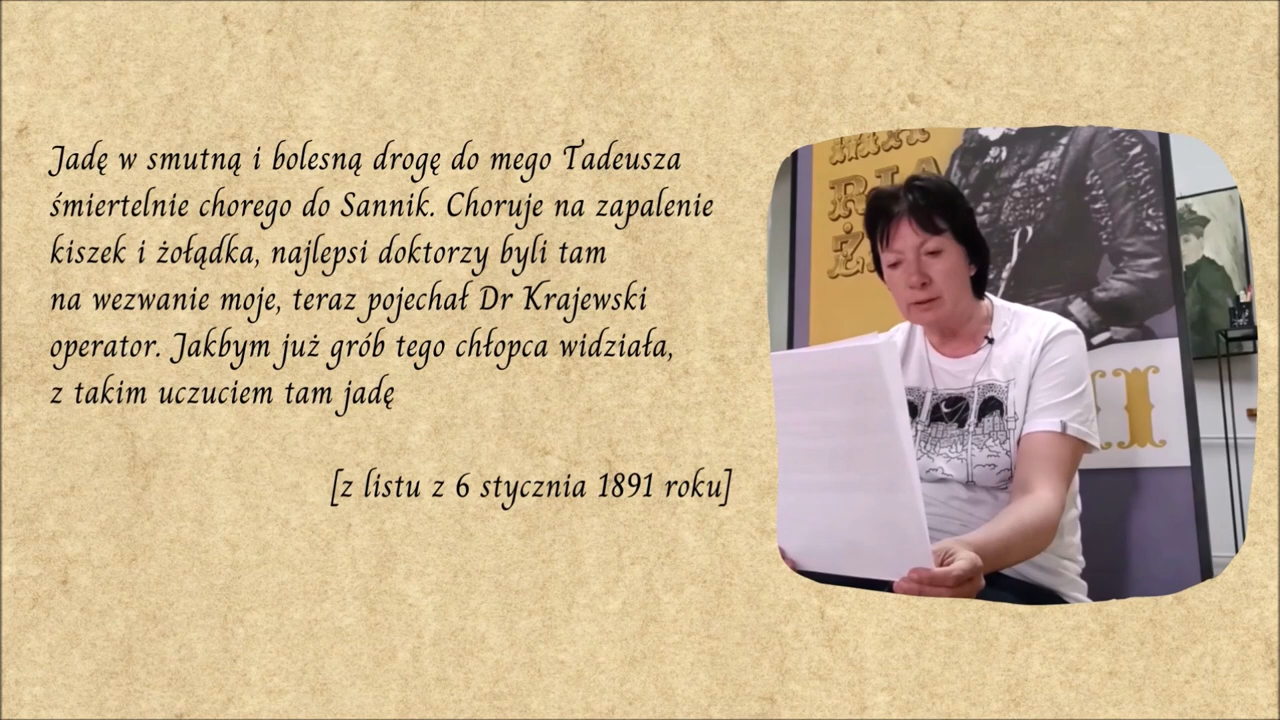 Jadę w smutną i bolesną drogę do mego Tadeusza
śmiertelnie chorego do Sannik. Choruje na zapalenie
kiszek i żołądka, najlepsi doktorzy byli tam
na wezwanie moje, teraz pojechał Dr Krajewski
operator. Jakbym już grób tego chłopca widziała,
z takim uczuciem tam jadę
[z listu z 6 stycznia 1891 roku]
RIA